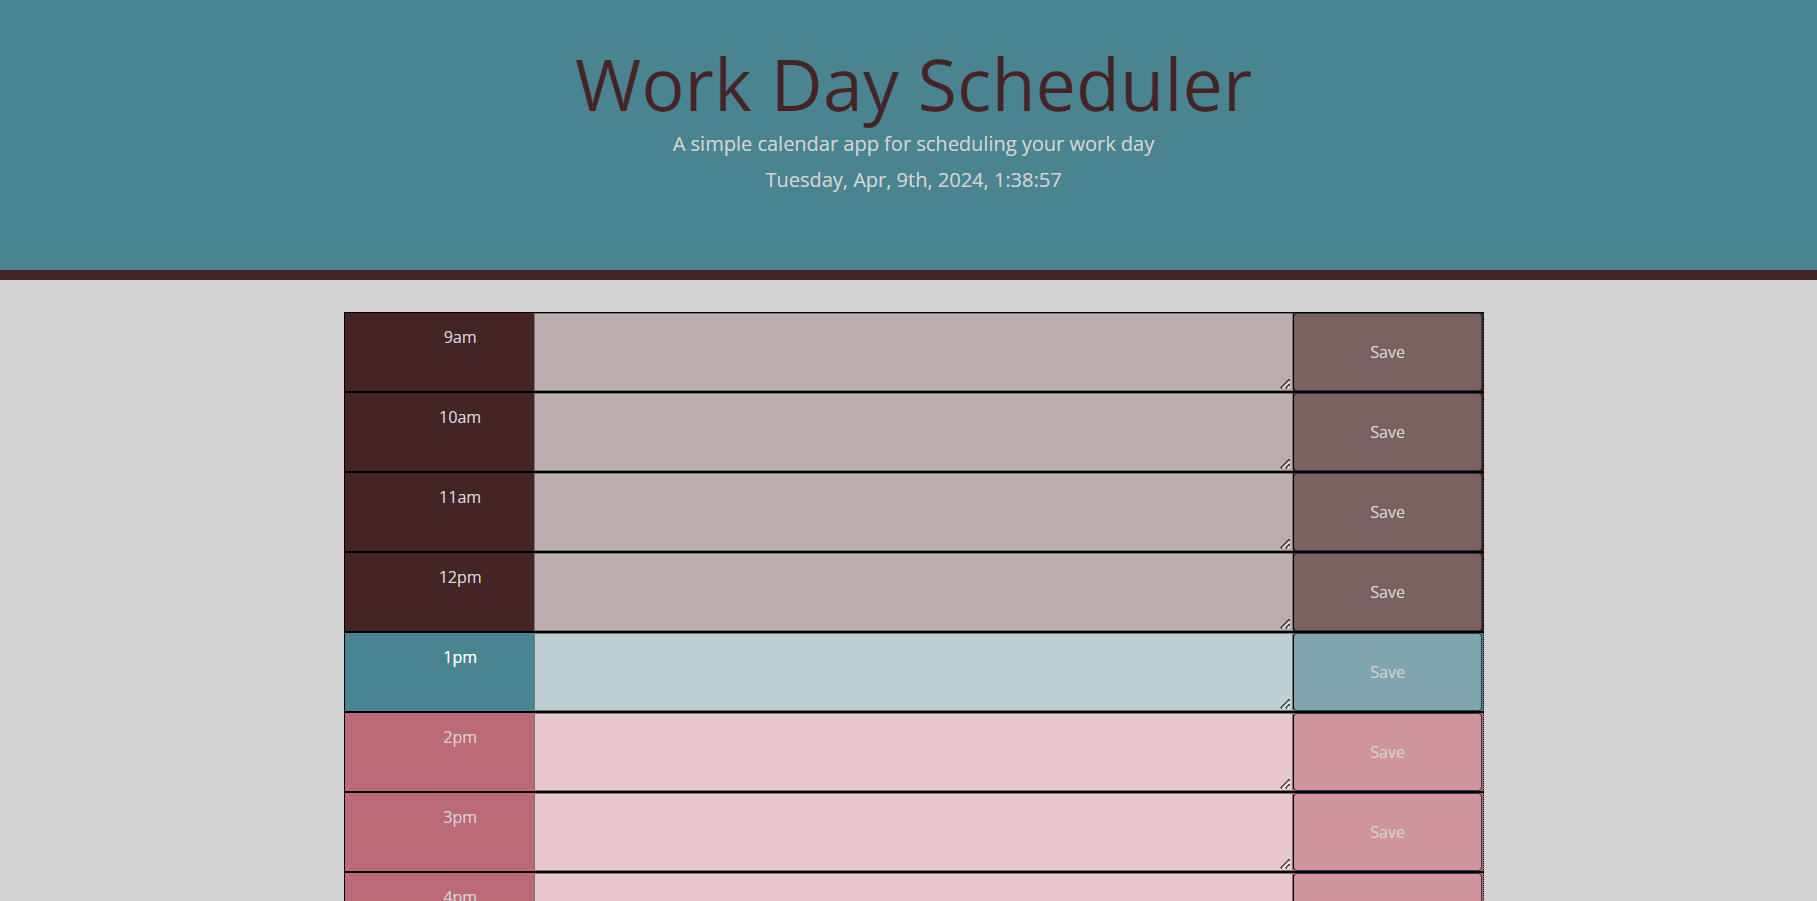 Work Day Scheduler
A simple calendar app for scheduling your work day
Tuesday, Apr, 9th, 2024, 1:38:57
9am
Save
10am
Save
11am
Save
12pm
Save
1pm
Save
2pm
Save
3pm
Save
4pm